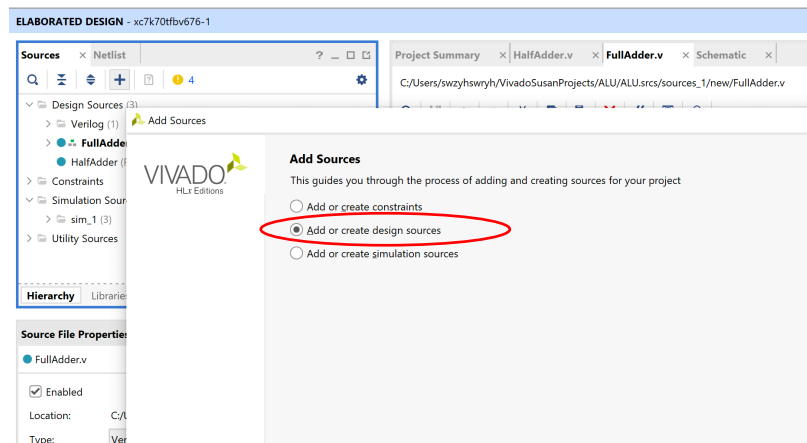 ELABORATED DESIGN - xc7k70tfbv676-1
Sources × Netlist ? _
4
Design Sources (3)
Verilog (1)
FullAdder
HalfAdder
Constraints
Simulation Sour
sim_1 (3)
Utility Sources
Hierarchy Libraries
Source File Properties
FullAdder.v
Enabled
Location: C:/U
Type: Ver
Project Summary × HalfAdder.v × FullAdder.v × Schematic ×
C:/Users/swzyhswryh/VivadoSusanProjects/ALU/ALU.srcs/sources_1/new/FullAdder.v
Add Sources
VIVADO.
HLx Editions
Add Sources
This guides you through the process of adding and creating sources for your project
Add or create constraints
Add or create design sources
Add or create simulation sources